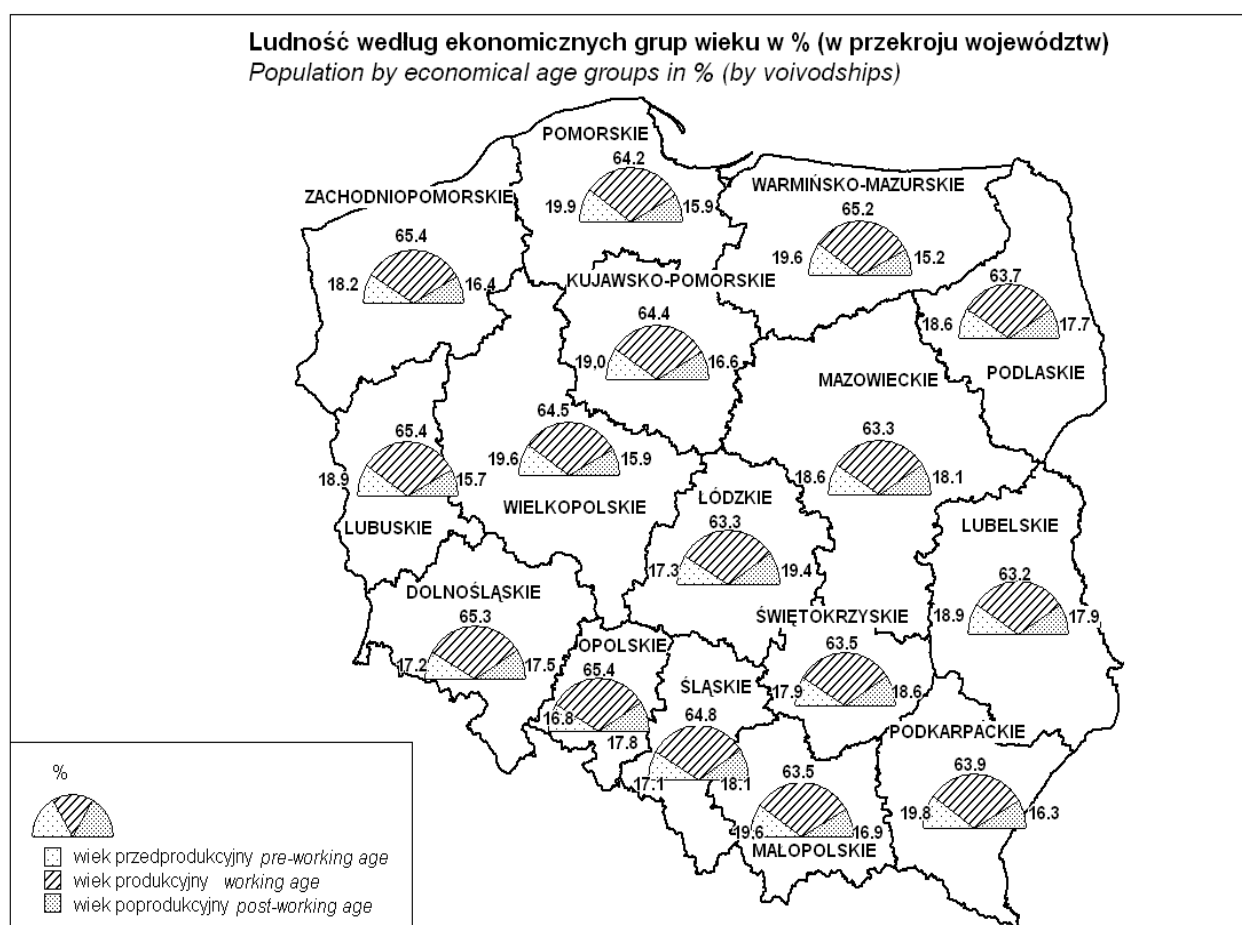 Ludność według ekonomicznych grup wieku w % (w przekroju województw)
Population by economical age groups in % (by voivodships)
POMORSKIE
64.2
19.9 15.9
ZACHODNIOPOMORSKIE
65.4
18.2 16.4
WARMIŃSKO-MAZURSKIE
65.2
19.6 15.2
KUJAWSKO-POMORSKIE
64.4
19.0 16.6
63.7
18.6 17.7
PODLASKIE
MAZOWIECKIE
63.3
18.6 18.1
65.4
18.9 15.7
LUBUSKIE
64.5
19.6 15.9
WIELKOPOLSKIE
LÓDZKIE
63.3
17.3 19.4
LUBELSKIE
63.2
18.9 17.9
DOLNOŚLĄSKIE
65.3
17.2 17.5
OPOLSKIE
65.4
16.8
17.8
ŚLĄSKIE
64.8
17.1 18.1
ŚWIĘTOKRZYSKIE
63.5
17.9 18.6
63.5
19.6 16.9
MALOPOLSKIE
PODKARPACKIE
63.9
19.8 16.3
%
wiek przedprodukcyjny pre-working age
wiek produkcyjny working age
wiek poprodukcyjny post-working age